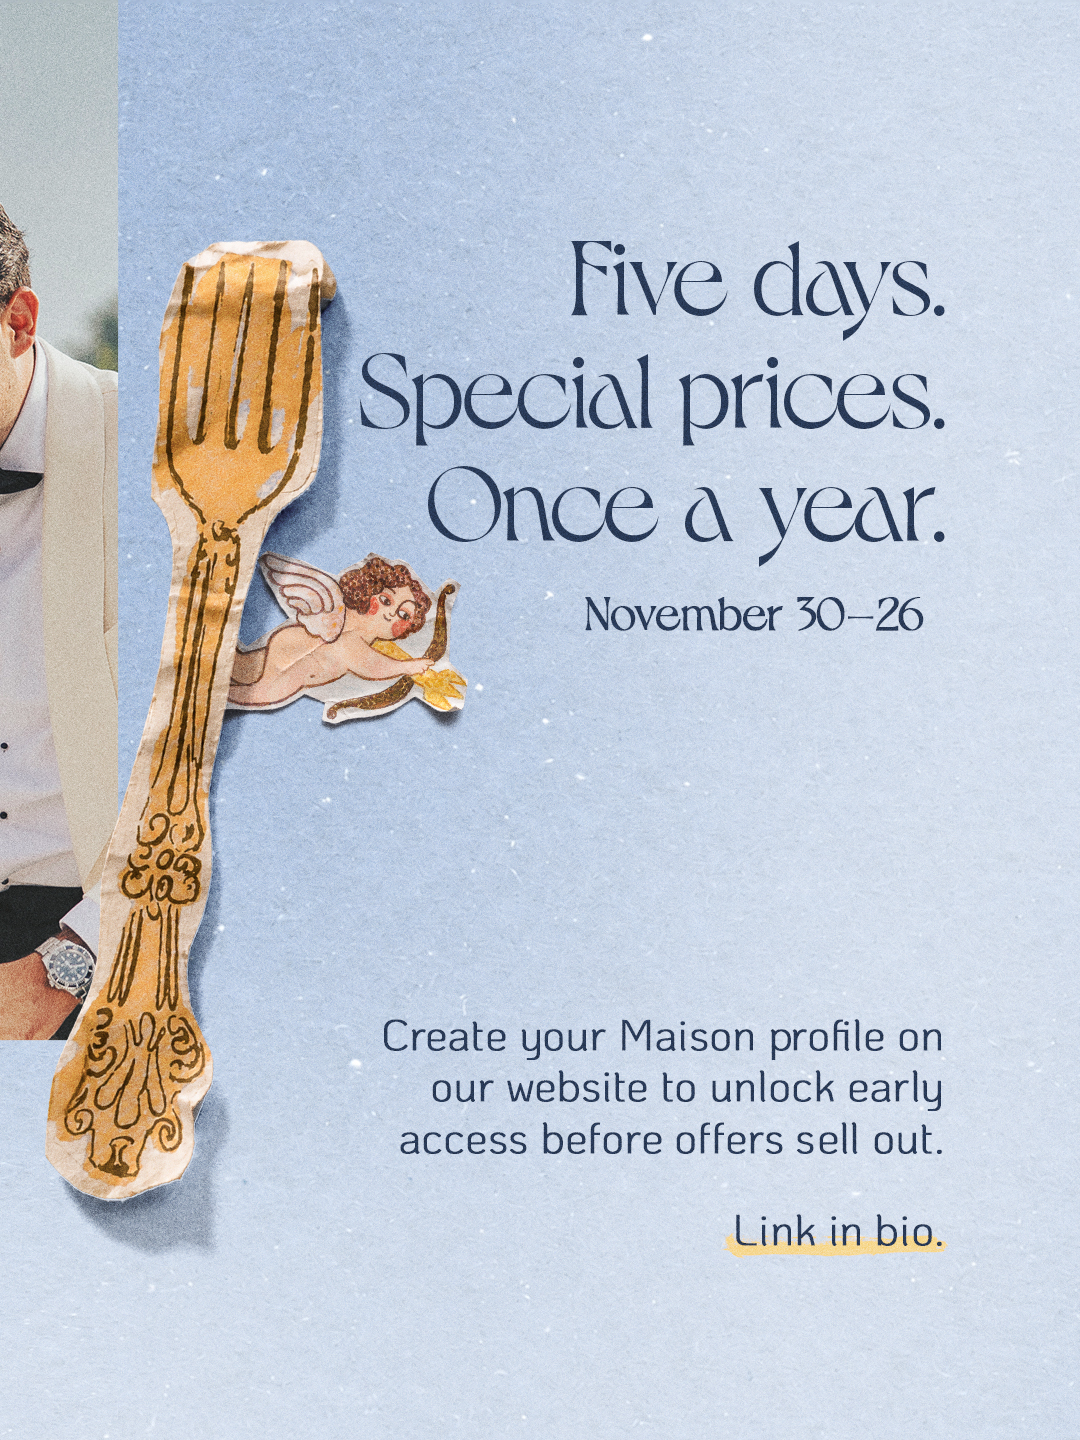 Five days.
Special prices.
Once a year.
November 30–26
Create your Maison profile on
our website to unlock early
access before offers sell out.
Link in bio.